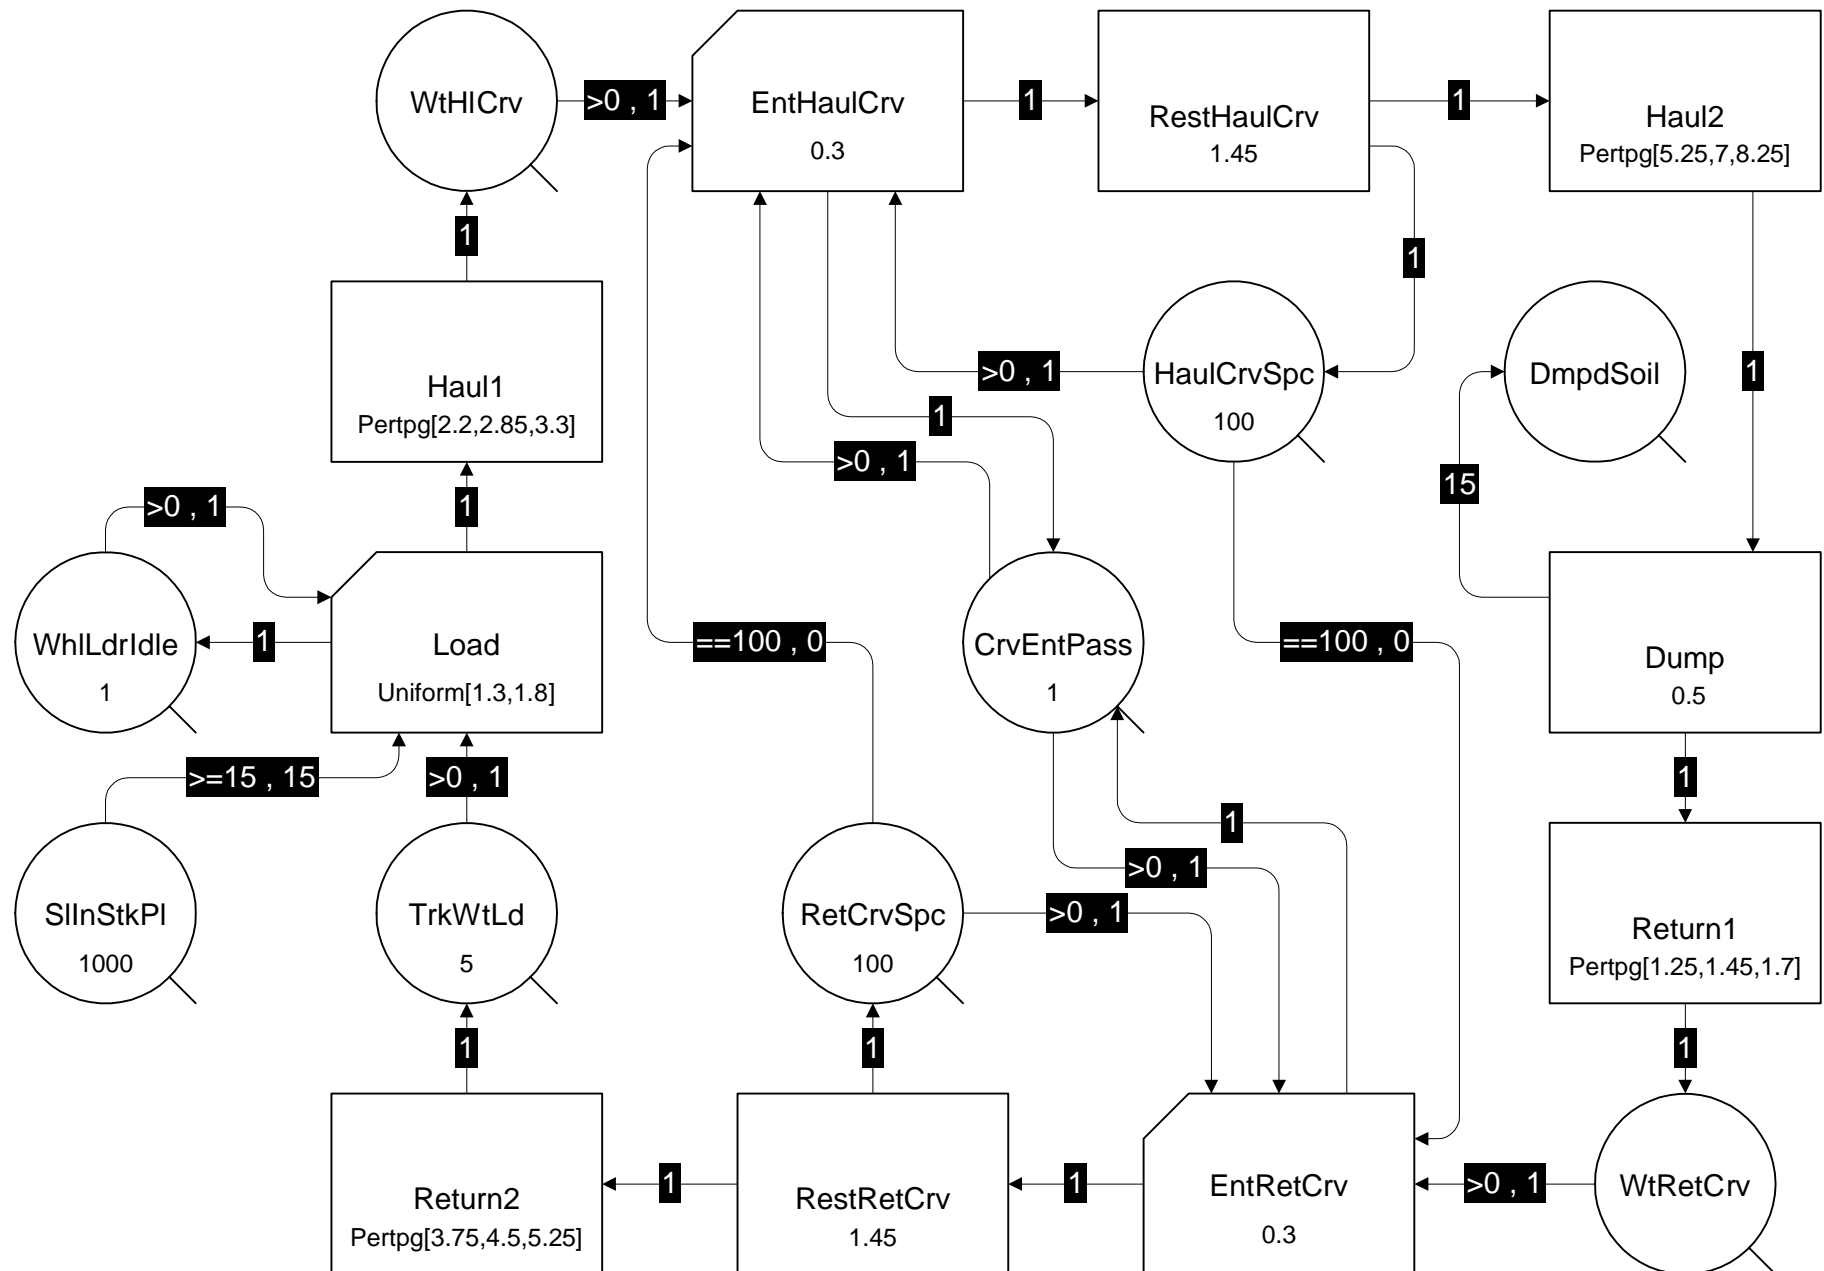 WtHlCrv
>0 , 1
EntHaulCrv
0.3
1
RestHaulCrv
1.45
1
Haul2
Pertpg[5.25,7,8.25]
1
1
Haul1
Pertpg[2.2,2.85,3.3]
>0 , 1
HaulCrvSpc
100
DmpdSoil
1
1
>0 , 1
15
>0 , 1
1
WhlLdrIdle
1
1
Load
Uniform[1.3,1.8]
==100 , 0
CrvEntPass
1
==100 , 0
Dump
0.5
>=15 , 15
>0 , 1
1
1
>0 , 1
SlInStkPl
1000
TrkWtLd
5
RetCrvSpc
100
>0 , 1
Return1
Pertpg[1.25,1.45,1.7]
1
1
1
Return2
Pertpg[3.75,4.5,5.25]
1
RestRetCrv
1.45
1
EntRetCrv
0.3
>0 , 1
WtRetCrv